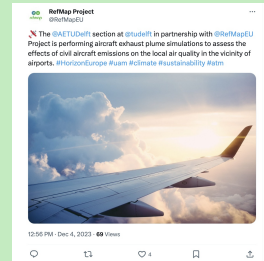 RefMap Project
@RefMapEU
🚀 The @AETUDelft section at @tudelft in partnership with @RefMapEU
Project is performing aircraft exhaust plume simulations to assess the
effects of civil aircraft emissions on the local air quality in the vicinity of
airports. #HorizonEurope #uam #climate #sustainability #atm
12:56 PM · Dec 4, 2023 · 69 Views
4